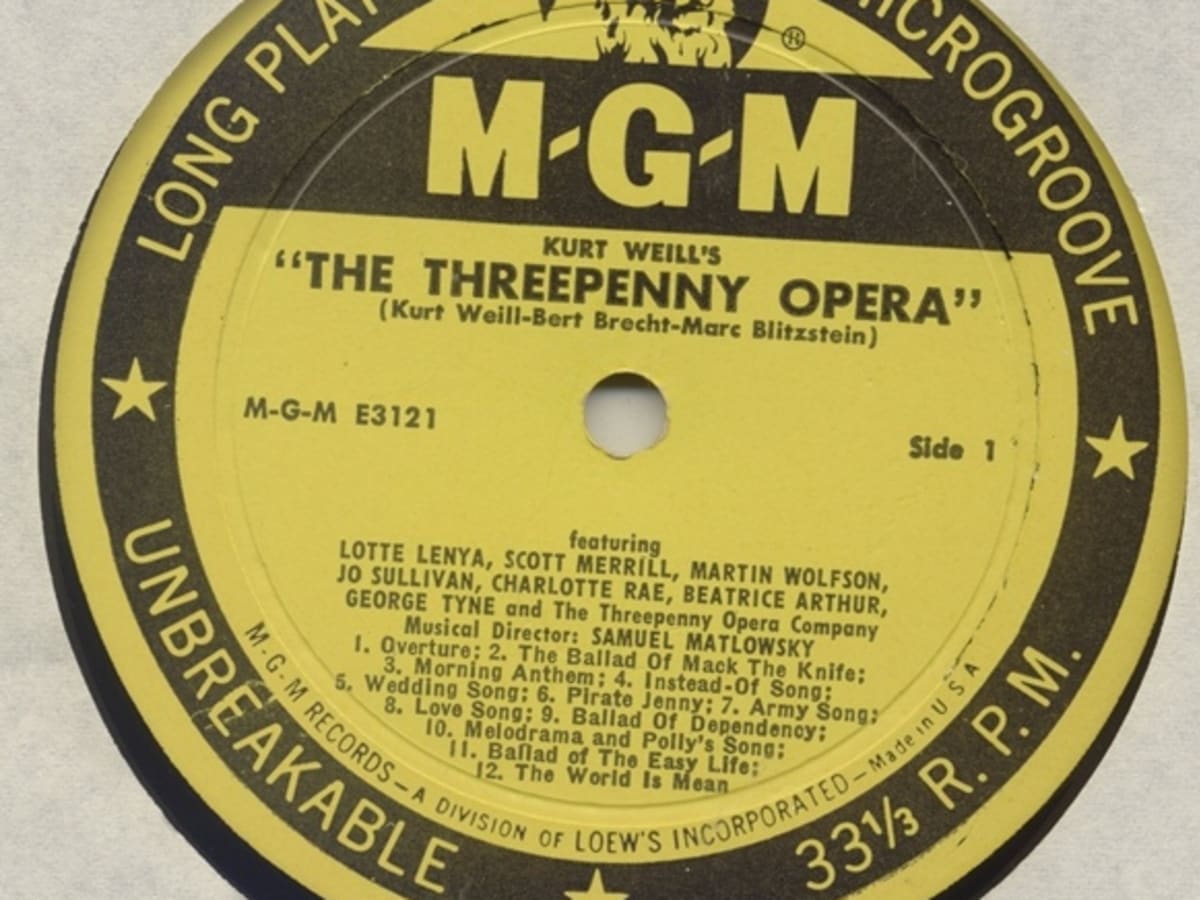 LONG PLAY
MICROGROOVE
®
M-G-M
KURT WEILL'S
“THE THREEPENNY OPERA”
(Kurt Weill-Bert Brecht-Marc Blitzstein)
M-G-M E3121
Side 1
featuring
LOTTE LENYA, SCOTT MERRILL, MARTIN WOLFSON,
JO SULLIVAN, CHARLOTTE RAE, BEATRICE ARTHUR,
GEORGE TYNE and The Threepenny Opera Company
Musical Director: SAMUEL MATLOWSKY
1. Overture; 2. The Ballad Of Mack The Knife;
3. Morning Anthem; 4. Instead-Of Song;
5. Wedding Song; 6. Pirate Jenny; 7. Army Song;
8. Love Song; 9. Ballad Of Dependency;
10. Melodrama and Polly's Song;
11. Ballad of The Easy Life;
12. The World Is Mean
M-G-M RECORDS—A DIVISION OF LOEW'S INCORPORATED—Made in U S A
UNBREAKABLE
33⅓ R. P. M.